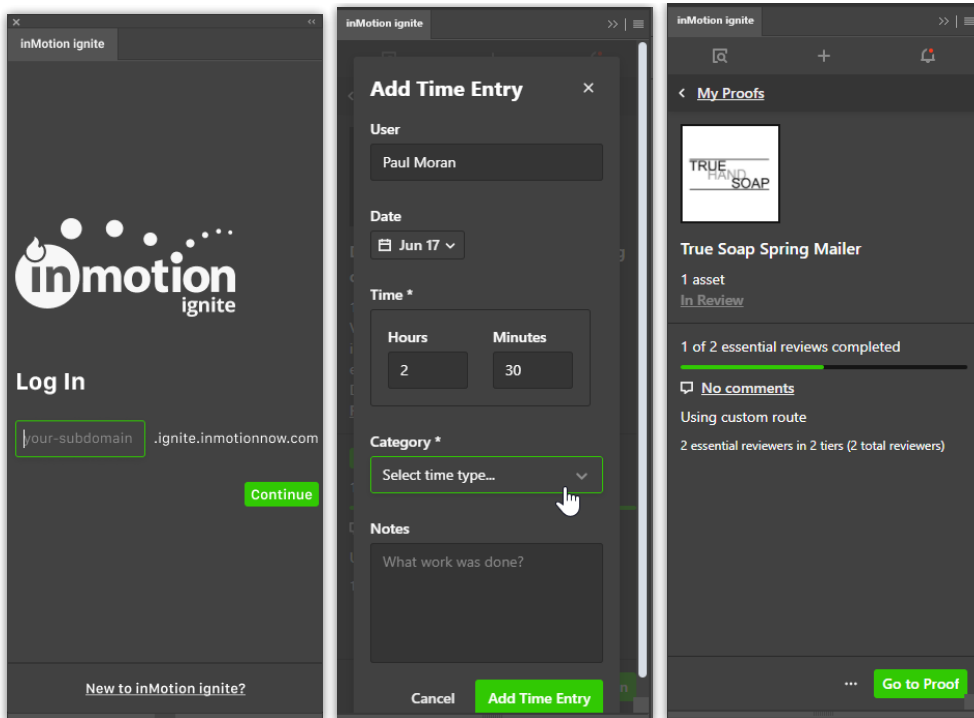 inMotion ignite
inmotion
ignite
Log In
your-subdomain .ignite.inmotionnow.com
Continue
New to inMotion ignite?
inMotion ignite
Add Time Entry
User
Paul Moran
Date
Jun 17
Time *
Hours Minutes
2 30
Category *
Select time type...
Notes
What work was done?
Cancel Add Time Entry
inMotion ignite
My Proofs
TRUE
HAND
SOAP
True Soap Spring Mailer
1 asset
In Review
1 of 2 essential reviews completed
No comments
Using custom route
2 essential reviewers in 2 tiers (2 total reviewers)
Go to Proof